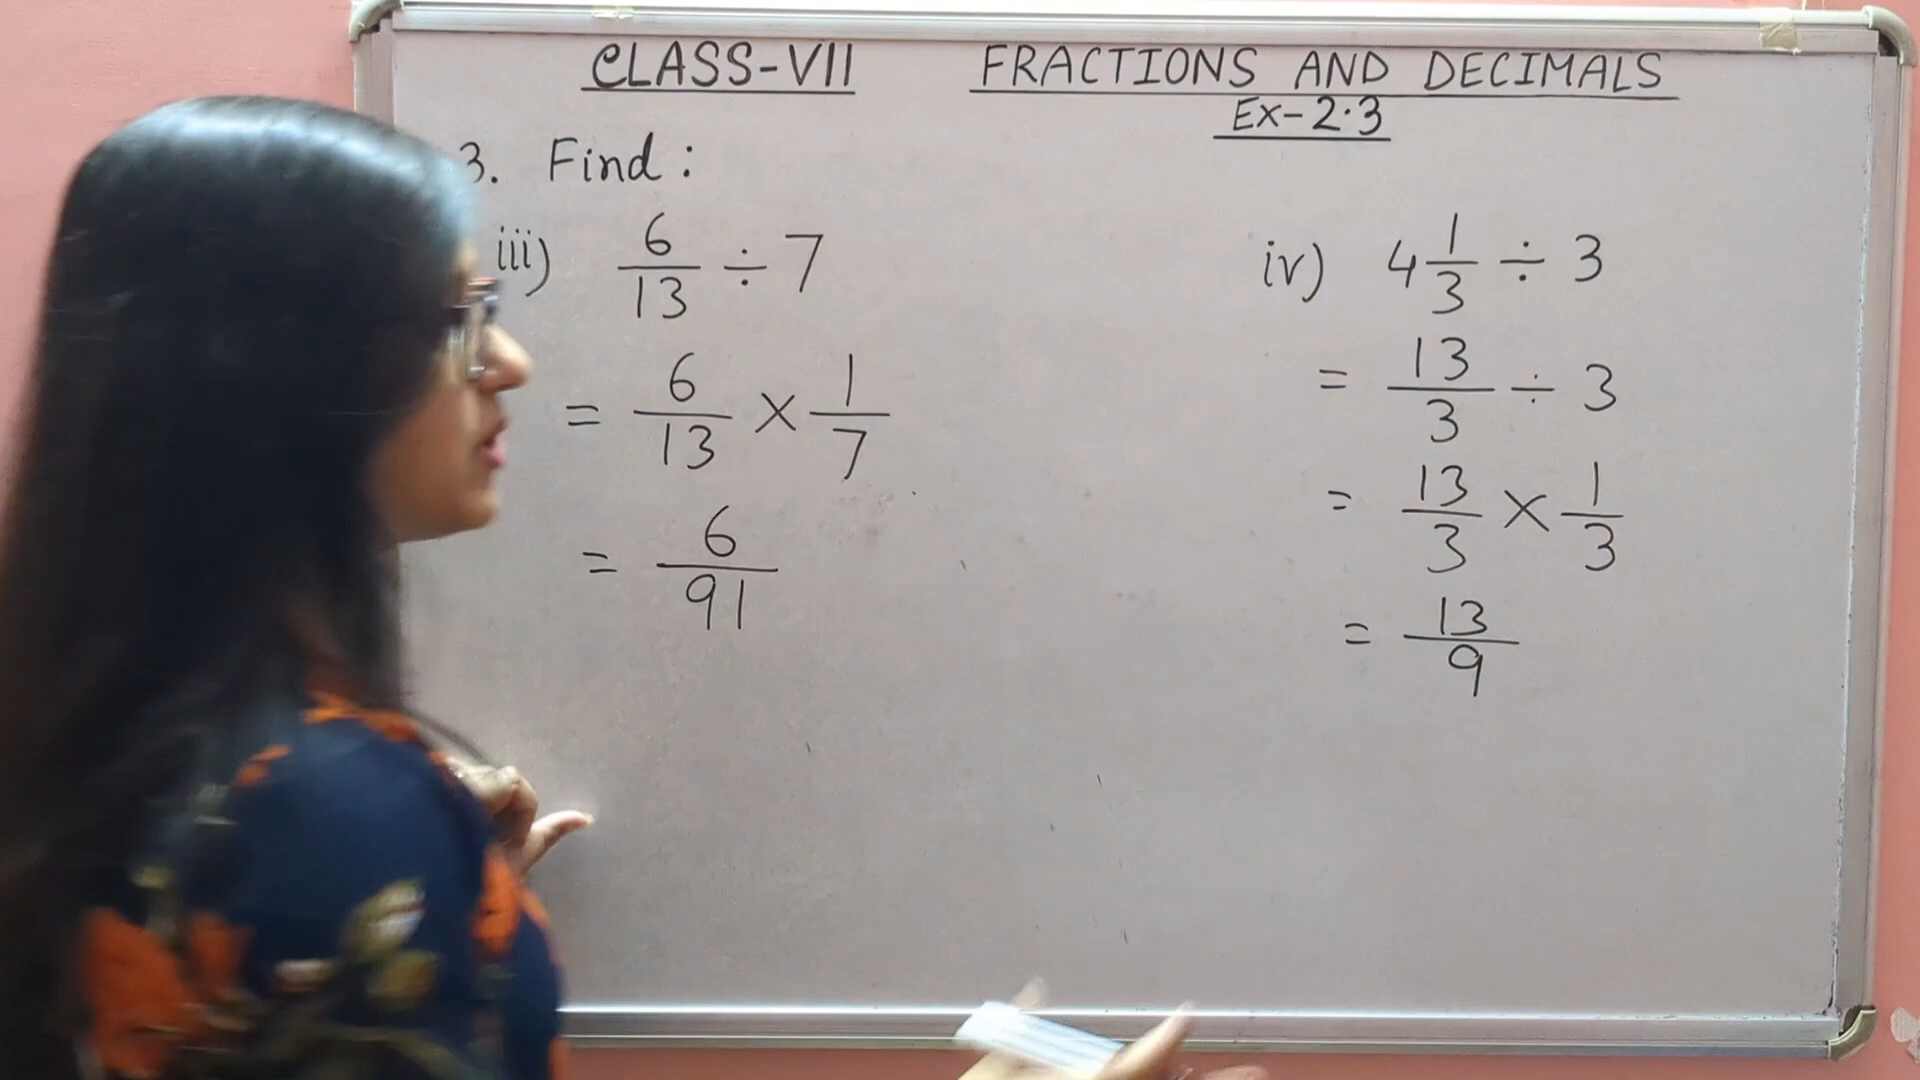 CLASS-VII FRACTIONS AND DECIMALS
Ex-2.3
3. Find:
iii) 6/13 ÷ 7
= 6/13 × 1/7
= 6/91
iv) 4 1/3 ÷ 3
= 13/3 ÷ 3
= 13/3 × 1/3
= 13/9